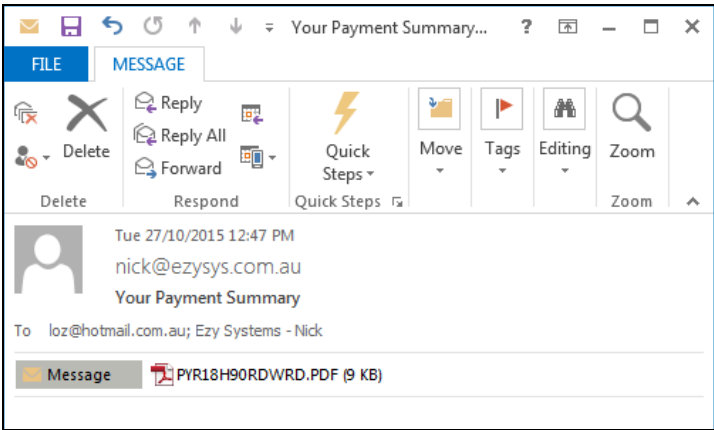 Your Payment Summary... ?
FILE MESSAGE
Delete
Reply
Reply All
Forward
Quick Steps
Move
Tags
Editing
Zoom
Delete Respond Quick Steps Zoom
Tue 27/10/2015 12:47 PM
nick@ezysys.com.au
Your Payment Summary
To loz@hotmail.com.au; Ezy Systems - Nick
Message PYR18H90RDWRD.PDF (9 KB)